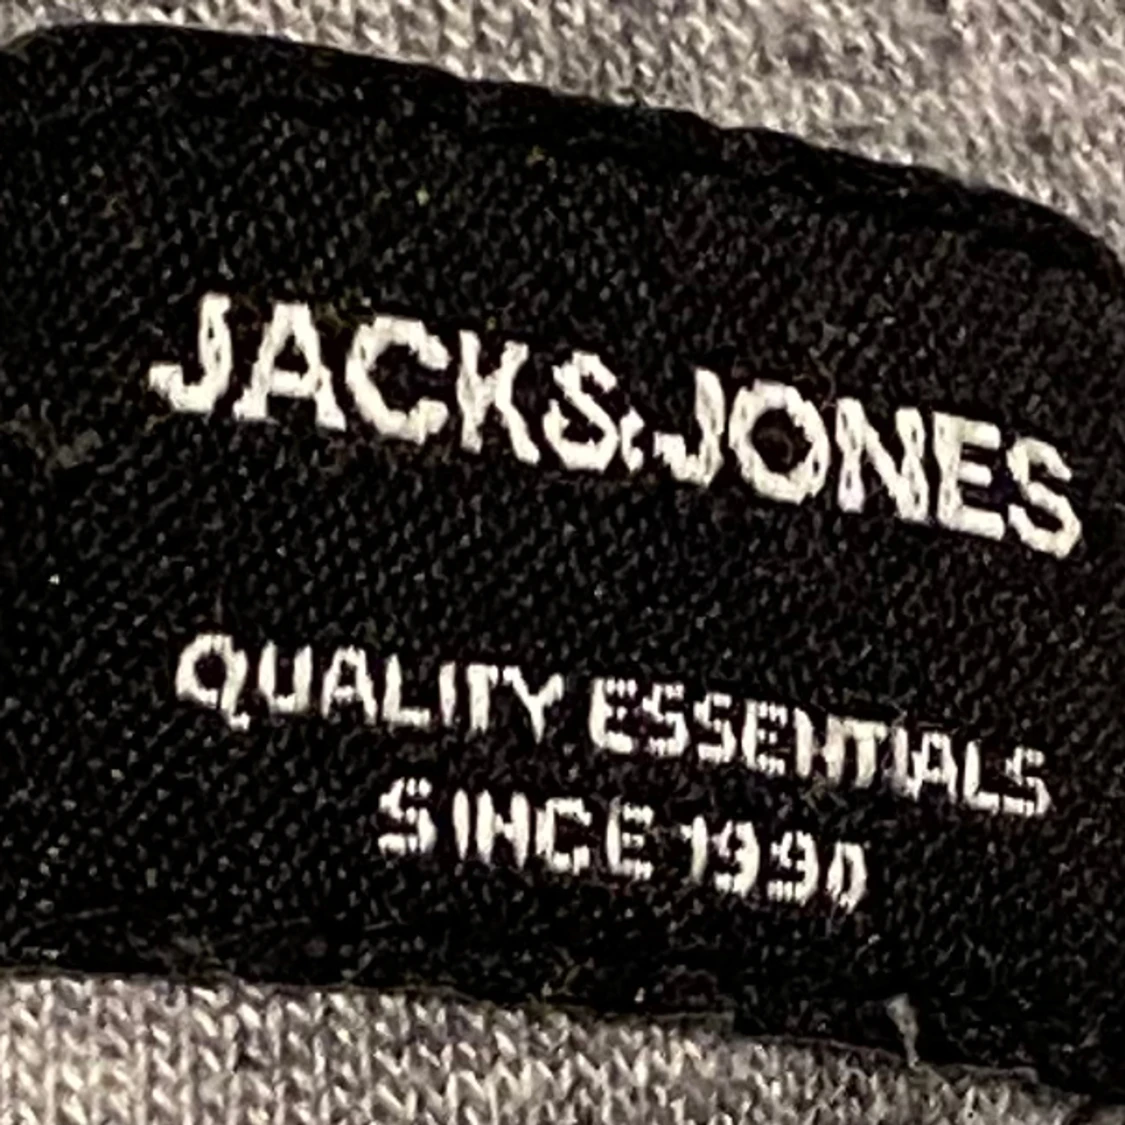 JACK&JONES
QUALITY ESSENTIALS
SINCE 1990